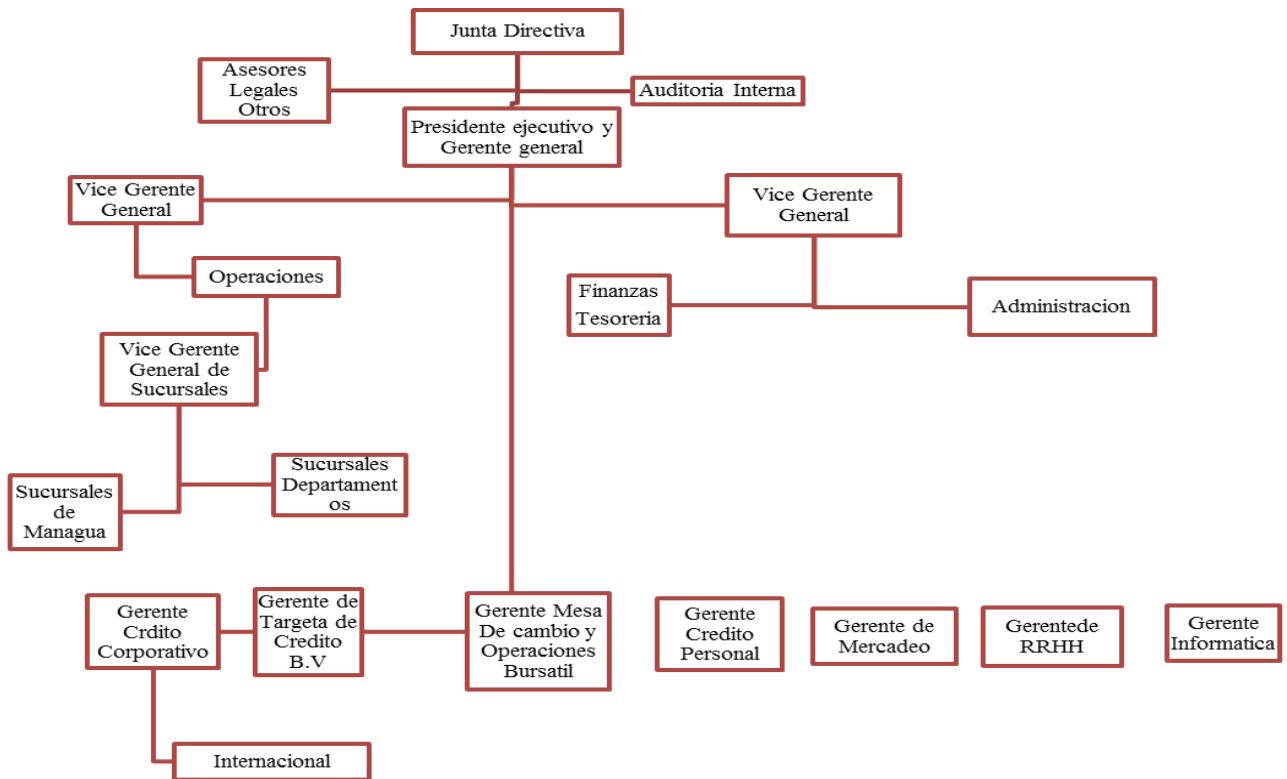 Junta Directiva
Asesores
Legales
Otros
Auditoria Interna
Presidente ejecutivo y
Gerente general
Vice Gerente
General
Vice Gerente
General
Operaciones
Finanzas
Tesoreria
Administracion
Vice Gerente
General de
Sucursales
Sucursales
de
Managua
Sucursales
Departament
os
Gerente
Crdito
Corporativo
Gerente de
Targeta de
Credito
B.V
Gerente Mesa
De cambio y
Operaciones
Bursatil
Gerente
Credito
Personal
Gerente de
Mercadeo
Gerentede
RRHH
Gerente
Informatica
Internacional